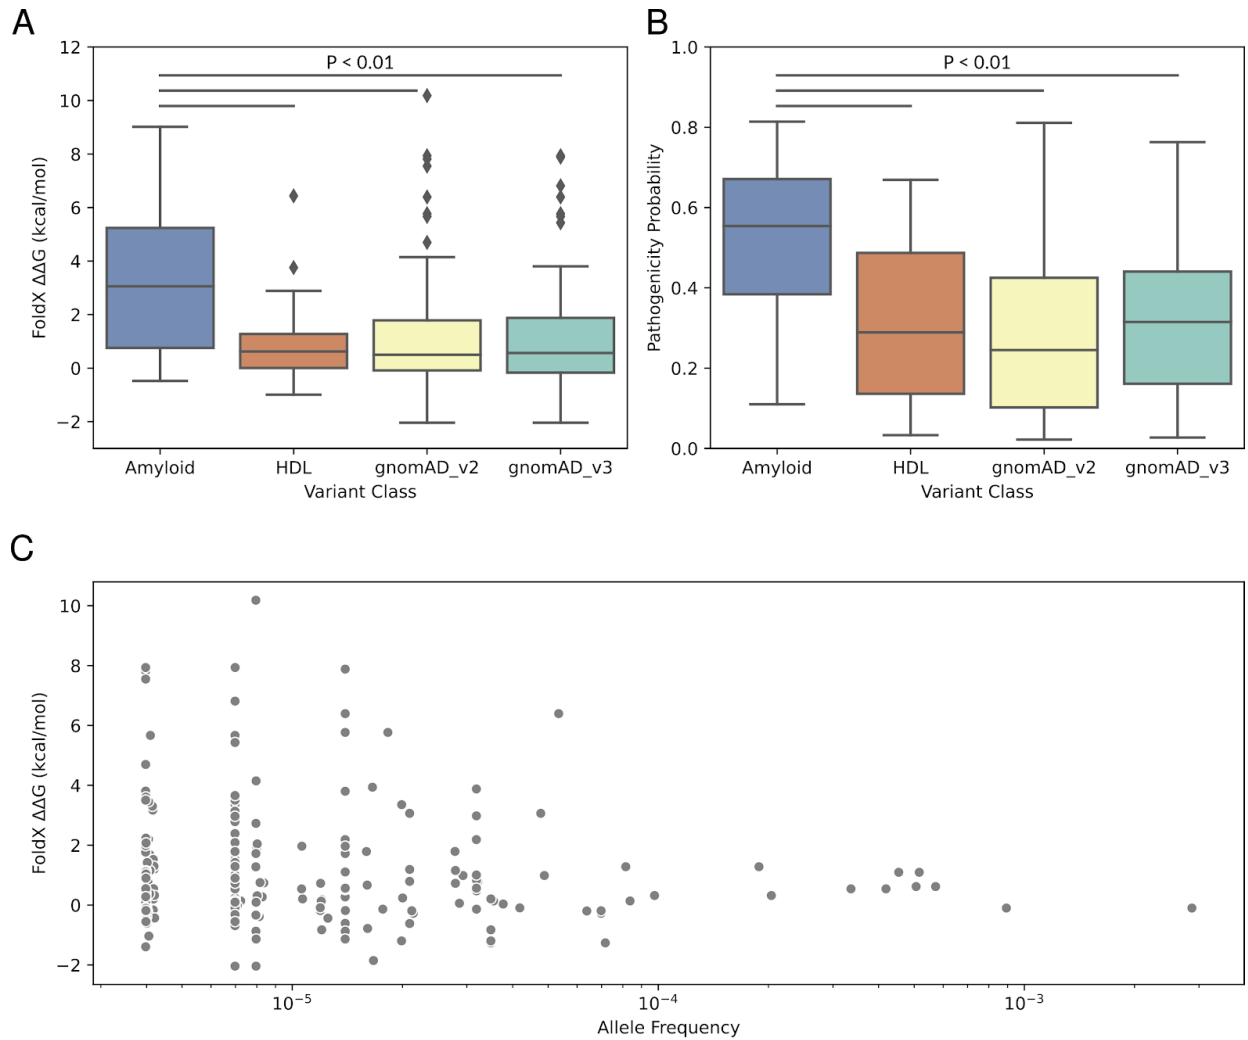 A
P < 0.01
12
10
8
6
4
2
0
−2
FoldX ΔΔG (kcal/mol)
Amyloid HDL gnomAD_v2 gnomAD_v3
Variant Class
B
P < 0.01
1.0
0.8
0.6
0.4
0.2
0.0
Pathogenicity Probability
Amyloid HDL gnomAD_v2 gnomAD_v3
Variant Class
C
10
8
6
4
2
0
−2
FoldX ΔΔG (kcal/mol)
10⁻⁵ 10⁻⁴ 10⁻³
Allele Frequency